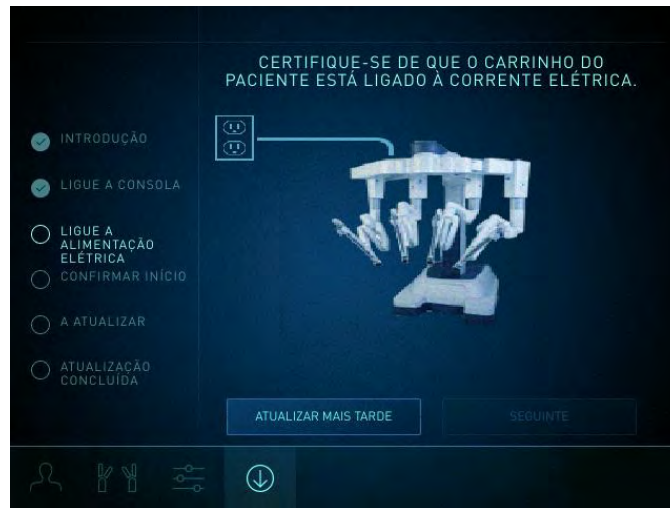 CERTIFIQUE-SE DE QUE O CARRINHO DO
PACIENTE ESTÁ LIGADO À CORRENTE ELÉTRICA.
INTRODUÇÃO
LIGUE A CONSOLA
LIGUE A
ALIMENTAÇÃO
ELÉTRICA
CONFIRMAR INÍCIO
A ATUALIZAR
ATUALIZAÇÃO
CONCLUÍDA
ATUALIZAR MAIS TARDE
SEGUINTE